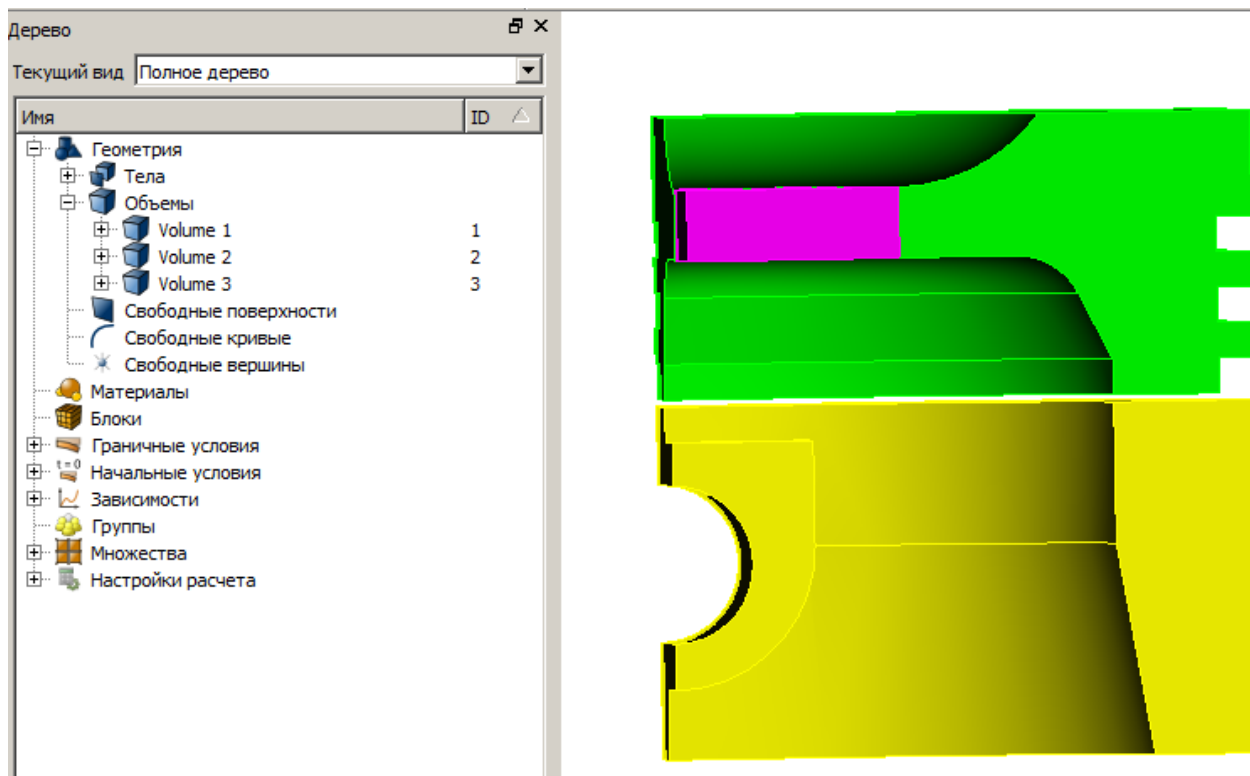 Дерево
Текущий вид Полное дерево
Имя ID
Геометрия
Тела
Объемы
Volume 1 1
Volume 2 2
Volume 3 3
Свободные поверхности
Свободные кривые
Свободные вершины
Материалы
Блоки
Граничные условия
t = 0 Начальные условия
Зависимости
Группы
Множества
Настройки расчета